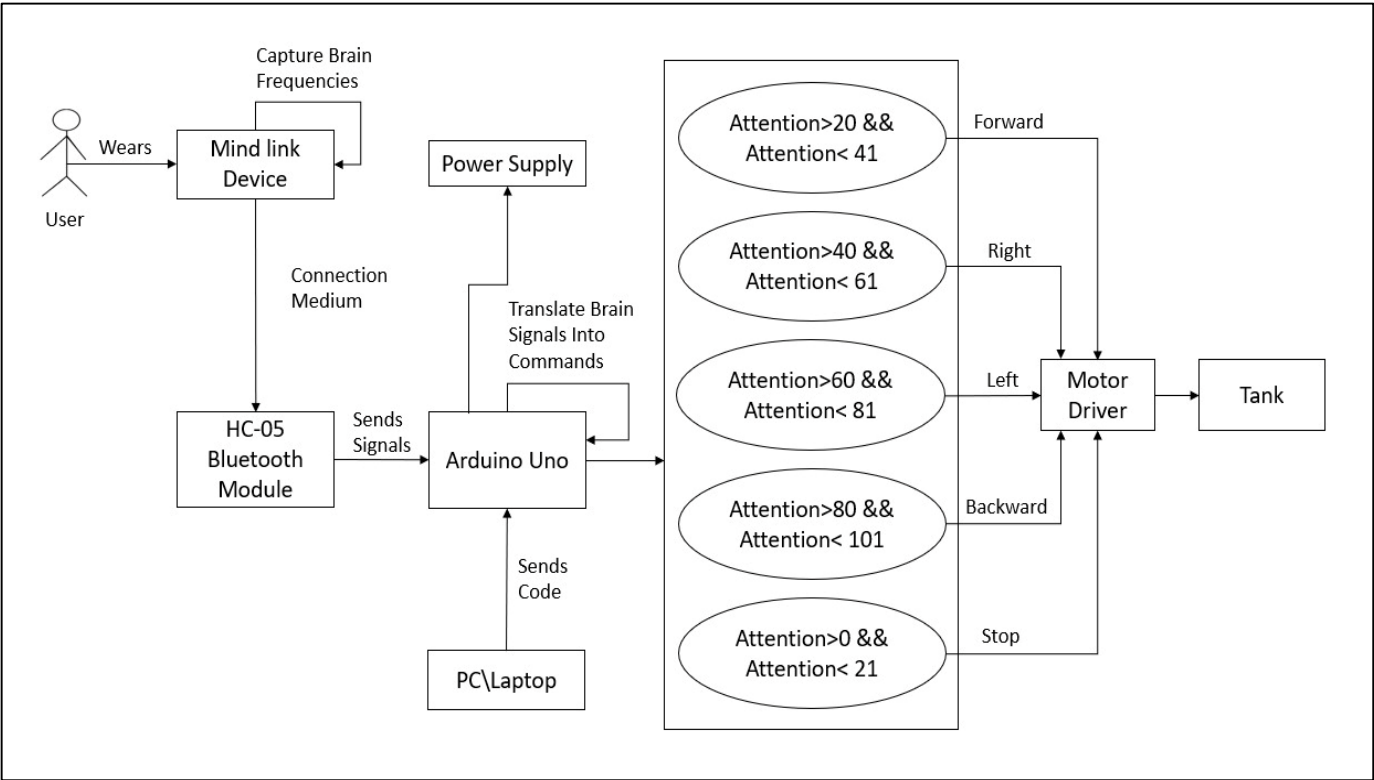 Capture Brain
Frequencies
Wears
User
Mind link
Device
Connection
Medium
HC-05
Bluetooth
Module
Sends
Signals
Power Supply
Translate Brain
Signals Into
Commands
Arduino Uno
Sends
Code
PC\Laptop
Attention>20 &&
Attention< 41
Forward
Attention>40 &&
Attention< 61
Right
Attention>60 &&
Attention< 81
Left
Attention>80 &&
Attention< 101
Backward
Attention>0 &&
Attention< 21
Stop
Motor
Driver
Tank